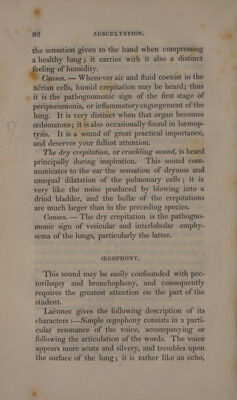 82 AUSCULTATION.
the sensation given to the hand when compressing
a healthy lung; it carries with it also a distinct
feeling of humidity.
Causes. — Whenever air and fluid coexist in the
aërian cells, humid crepitation may be heard; thus
it is the pathognomonic sign of the first stage of
peripneumonia, or inflammatory engorgement of the
lung. It is very distinct when that organ becomes
œdematous; it is also occasionally found in hæmop-
tysis. It is a sound of great practical importance,
and deserves your fullest attention.
The dry crepitation, or crackling sound, is heard
principally during inspiration. This sound com-
municates to the ear the sensation of dryness and
unequal dilatation of the pulmonary cells; it is
very like the noise produced by blowing into a
dried bladder, and the bullæ of the crepitations
are much larger than in the preceding species.
Causes. — The dry crepitation is the pathogno-
monic sign of vesicular and interlobular emphy-
sema of the lungs, particularly the latter.
ŒGOPHONY.
This sound may be easily confounded with pec-
toriloquy and bronchophony, and consequently
requires the greatest attention on the part of the
student.
Laënnec gives the following description of its
characters:—Simple œgophony consists in a parti-
cular resonance of the voice, accompanying or
following the articulation of the words. The voice
appears more acute and silvery, and trembles upon
the surface of the lung; it is rather like an echo,